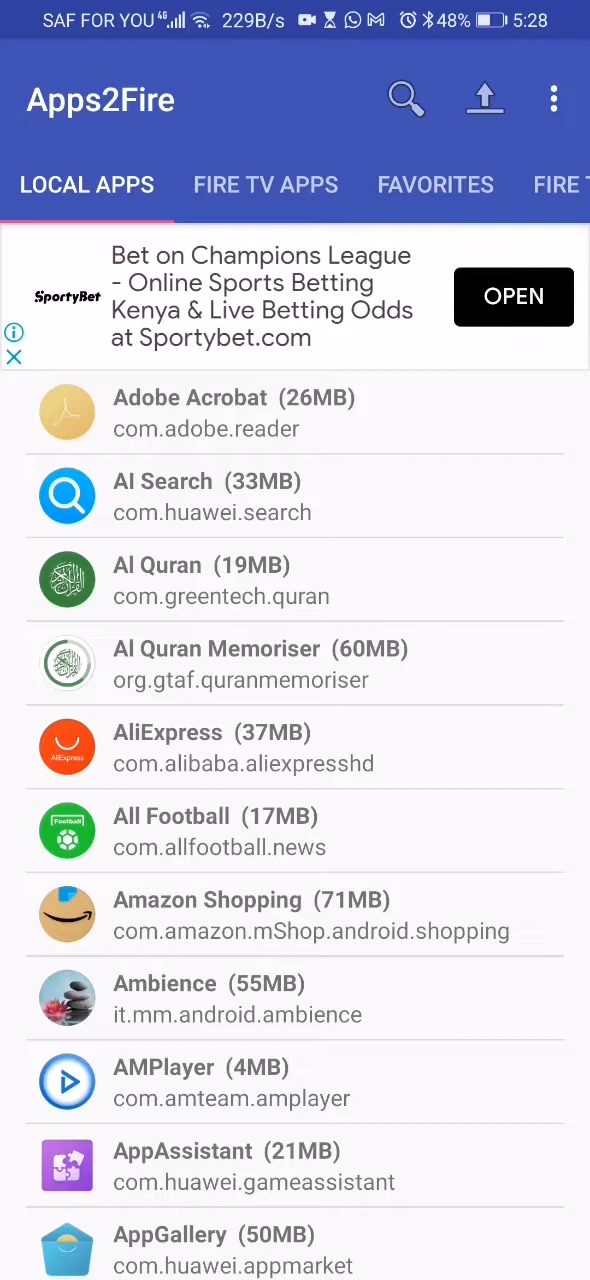 SAF FOR YOU 4G 229B/s 48% 5:28
Apps2Fire
LOCAL APPS FIRE TV APPS FAVORITES FIRE T
Bet on Champions League
- Online Sports Betting
Kenya & Live Betting Odds
at Sportybet.com
SportyBet
OPEN
Adobe Acrobat (26MB)
com.adobe.reader
AI Search (33MB)
com.huawei.search
Al Quran (19MB)
com.greentech.quran
Al Quran Memoriser (60MB)
org.gtaf.quranmemoriser
AliExpress (37MB)
AliExpress
com.alibaba.aliexpresshd
All Football (17MB)
Football
com.allfootball.news
Amazon Shopping (71MB)
com.amazon.mShop.android.shopping
Ambience (55MB)
it.mm.android.ambience
AMPlayer (4MB)
com.amteam.amplayer
AppAssistant (21MB)
com.huawei.gameassistant
AppGallery (50MB)
com.huawei.appmarket